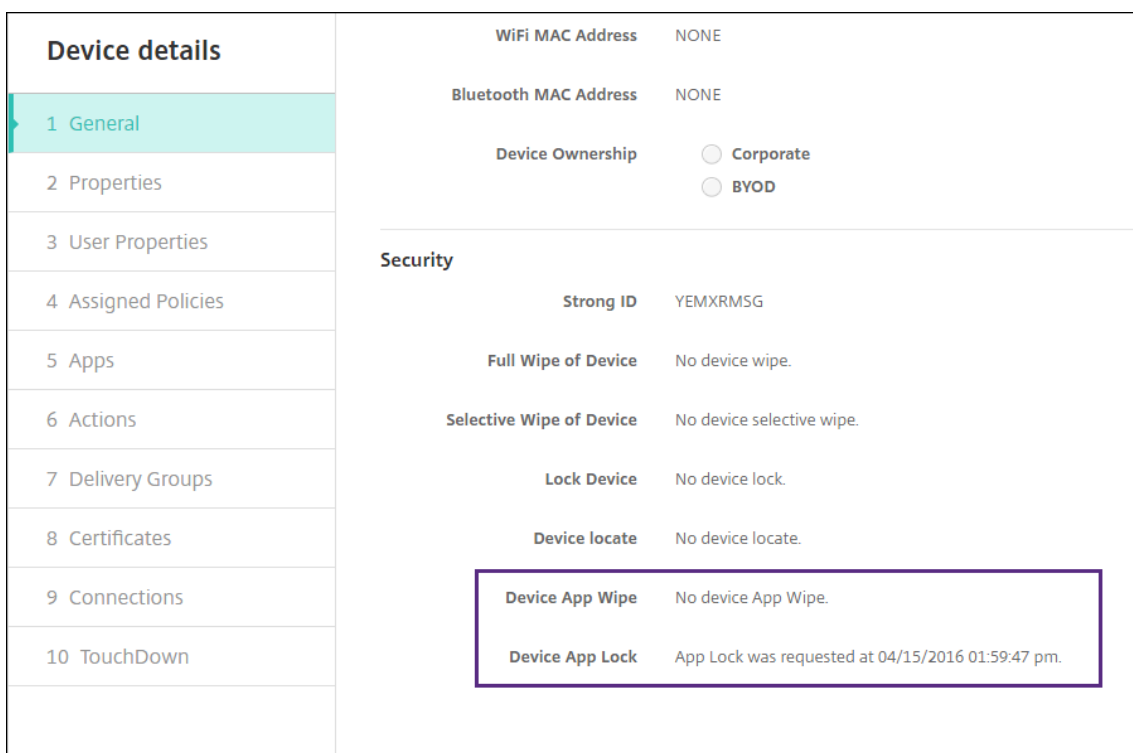 Device details
1 General
2 Properties
3 User Properties
4 Assigned Policies
5 Apps
6 Actions
7 Delivery Groups
8 Certificates
9 Connections
10 TouchDown
WiFi MAC Address NONE
Bluetooth MAC Address NONE
Device Ownership Corporate
BYOD
Security
Strong ID YEMXRMSG
Full Wipe of Device No device wipe.
Selective Wipe of Device No device selective wipe.
Lock Device No device lock.
Device locate No device locate.
Device App Wipe No device App Wipe.
Device App Lock App Lock was requested at 04/15/2016 01:59:47 pm.